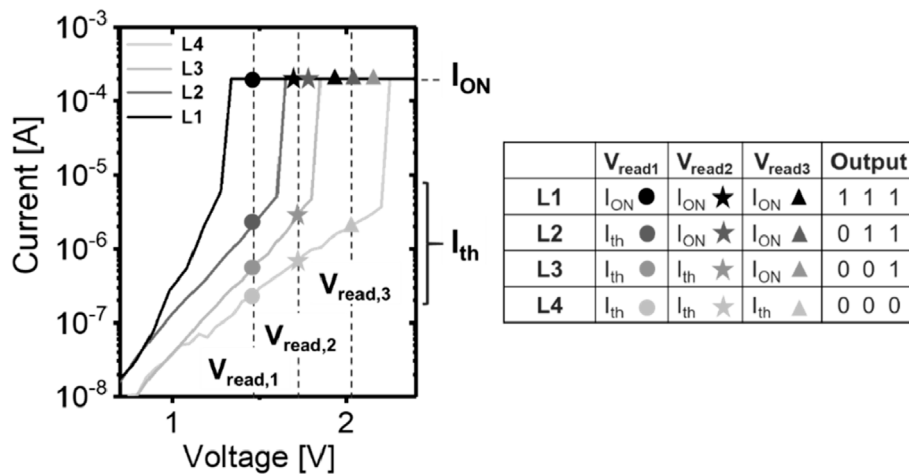 10⁻³
10⁻⁴
10⁻⁵
10⁻⁶
10⁻⁷
10⁻⁸
Current [A]
L4
L3
L2
L1
I_ON
I_th
V_read,3
V_read,2
V_read,1
1 2
Voltage [V]
V_read1 V_read2 V_read3 Output
L1 I_ON I_ON I_ON 1 1 1
L2 I_th I_ON I_ON 0 1 1
L3 I_th I_th I_ON 0 0 1
L4 I_th I_th I_th 0 0 0